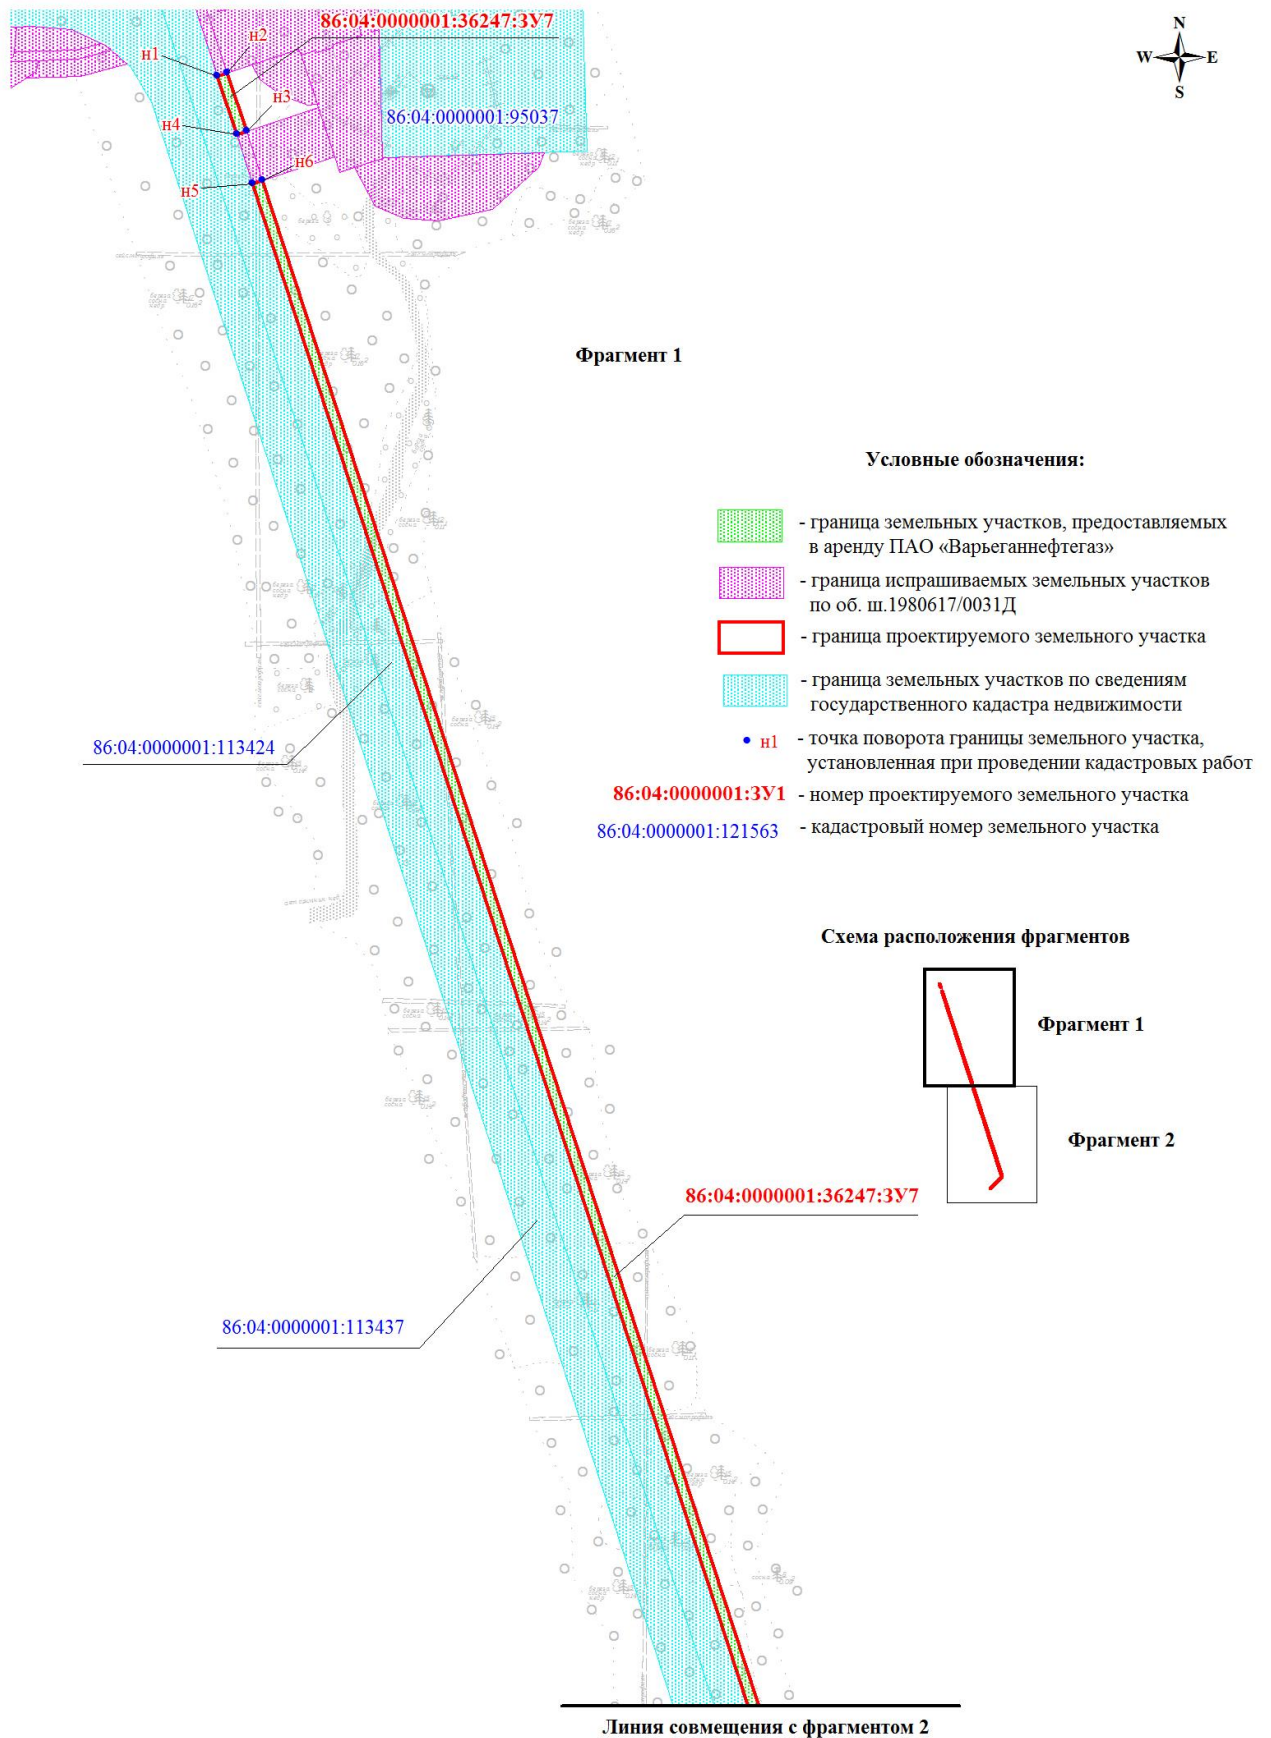 86:04:0000001:36247:ЗУ7
н2
н1
N
W E
S
н3
н4
86:04:0000001:95037
н6
н5
Фрагмент 1
Условные обозначения:
- граница земельных участков, предоставляемых
в аренду ПАО «Варьеганнефтегаз»
- граница испрашиваемых земельных участков
по об. ш.1980617/0031Д
- граница проектируемого земельного участка
- граница земельных участков по сведениям
государственного кадастра недвижимости
н1 - точка поворота границы земельного участка,
установленная при проведении кадастровых работ
86:04:0000001:ЗУ1 - номер проектируемого земельного участка
86:04:0000001:121563 - кадастровый номер земельного участка
86:04:0000001:113424
Схема расположения фрагментов
Фрагмент 1
Фрагмент 2
86:04:0000001:36247:ЗУ7
86:04:0000001:113437
Линия совмещения с фрагментом 2